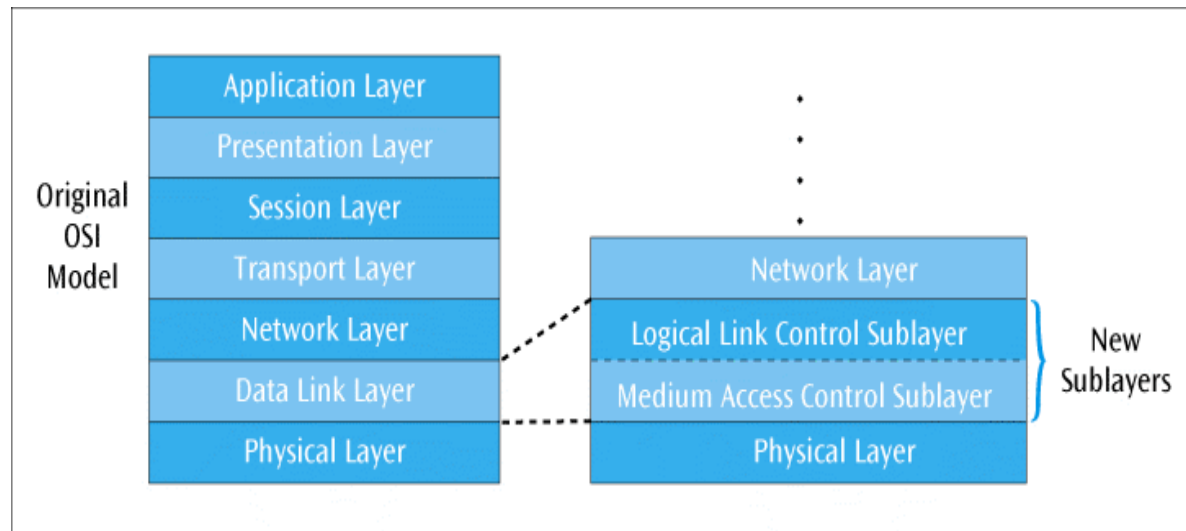 Original
OSI
Model
Application Layer
Presentation Layer
Session Layer
Transport Layer
Network Layer
Data Link Layer
Physical Layer
Network Layer
Logical Link Control Sublayer
Medium Access Control Sublayer
Physical Layer
New
Sublayers